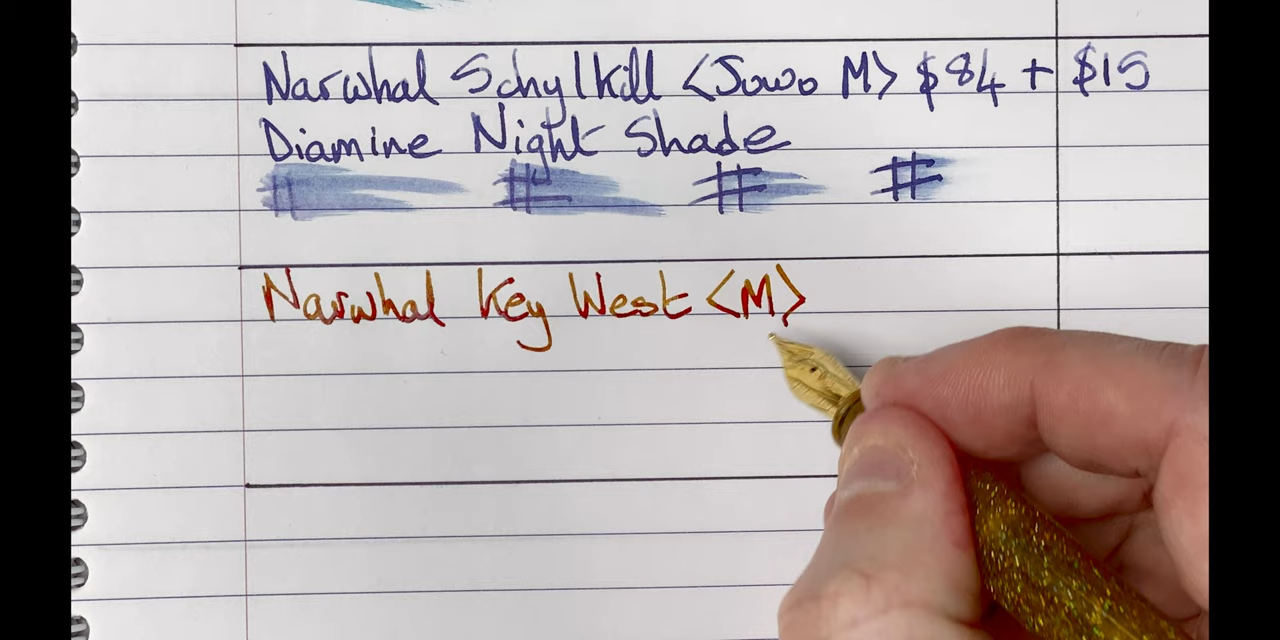 Narwhal Schylkill <Jowo M> $84 + $15
Diamine Night Shade
# # # #
Narwhal Key West <M>